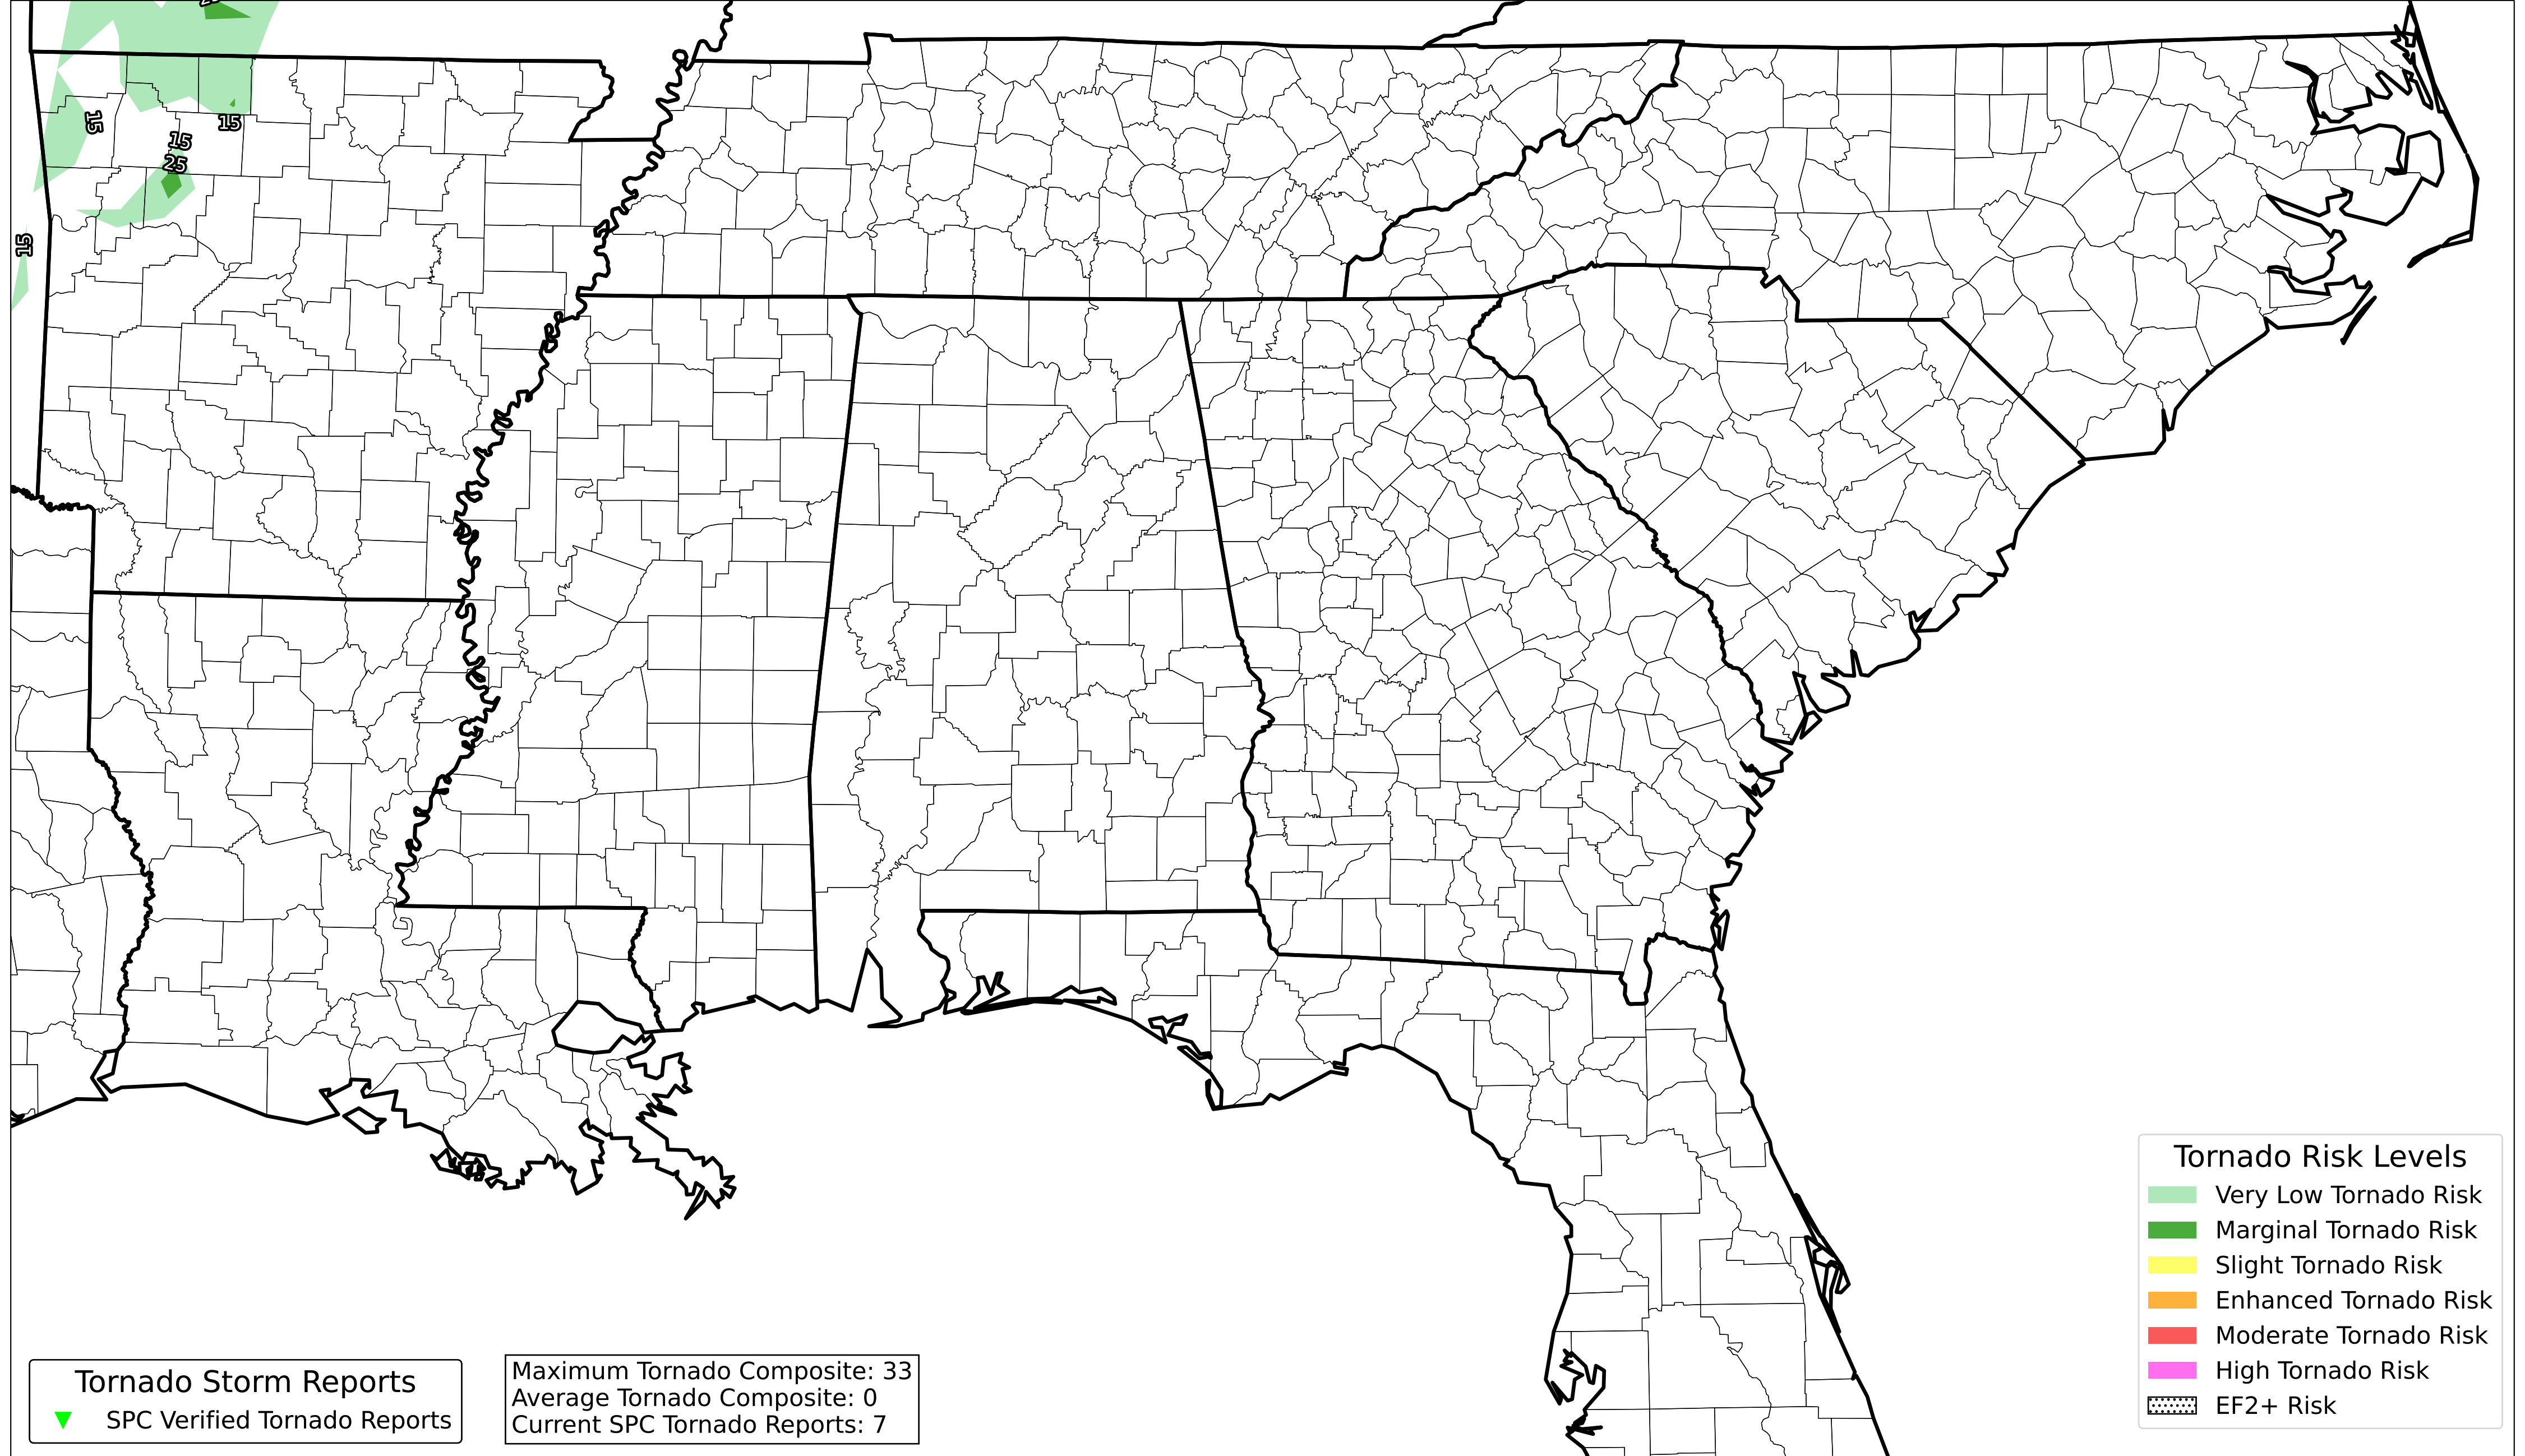 15
15
15
25
15
Tornado Storm Reports
SPC Verified Tornado Reports
Maximum Tornado Composite: 33
Average Tornado Composite: 0
Current SPC Tornado Reports: 7
Tornado Risk Levels
Very Low Tornado Risk
Marginal Tornado Risk
Slight Tornado Risk
Enhanced Tornado Risk
Moderate Tornado Risk
High Tornado Risk
EF2+ Risk